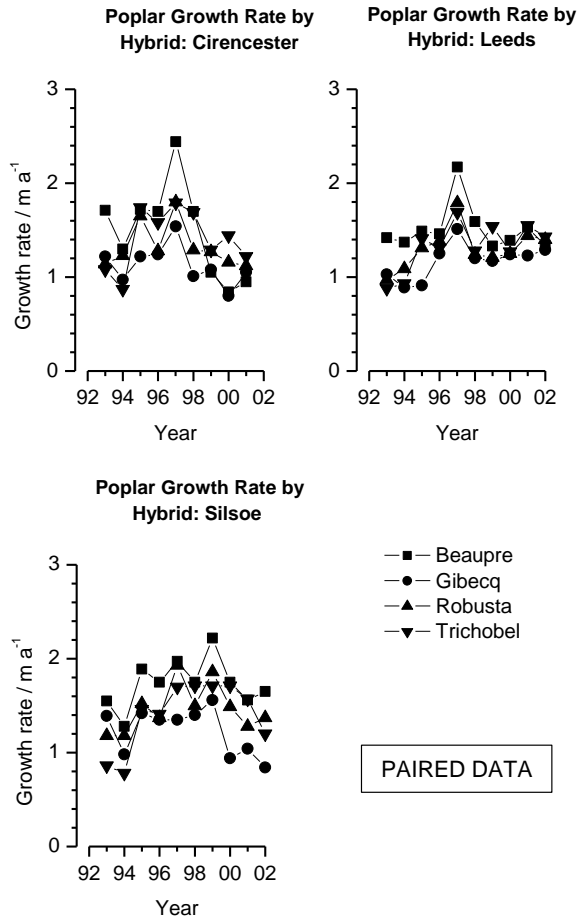 Poplar Growth Rate by
Hybrid: Cirencester
3
2
1
0
Growth rate / m a⁻¹
92 94 96 98 00 02
Year
Poplar Growth Rate by
Hybrid: Leeds
3
2
1
0
92 94 96 98 00 02
Year
Poplar Growth Rate by
Hybrid: Silsoe
3
2
1
0
Growth rate / m a⁻¹
92 94 96 98 00 02
Year
Beaupre
Gibecq
Robusta
Trichobel
PAIRED DATA